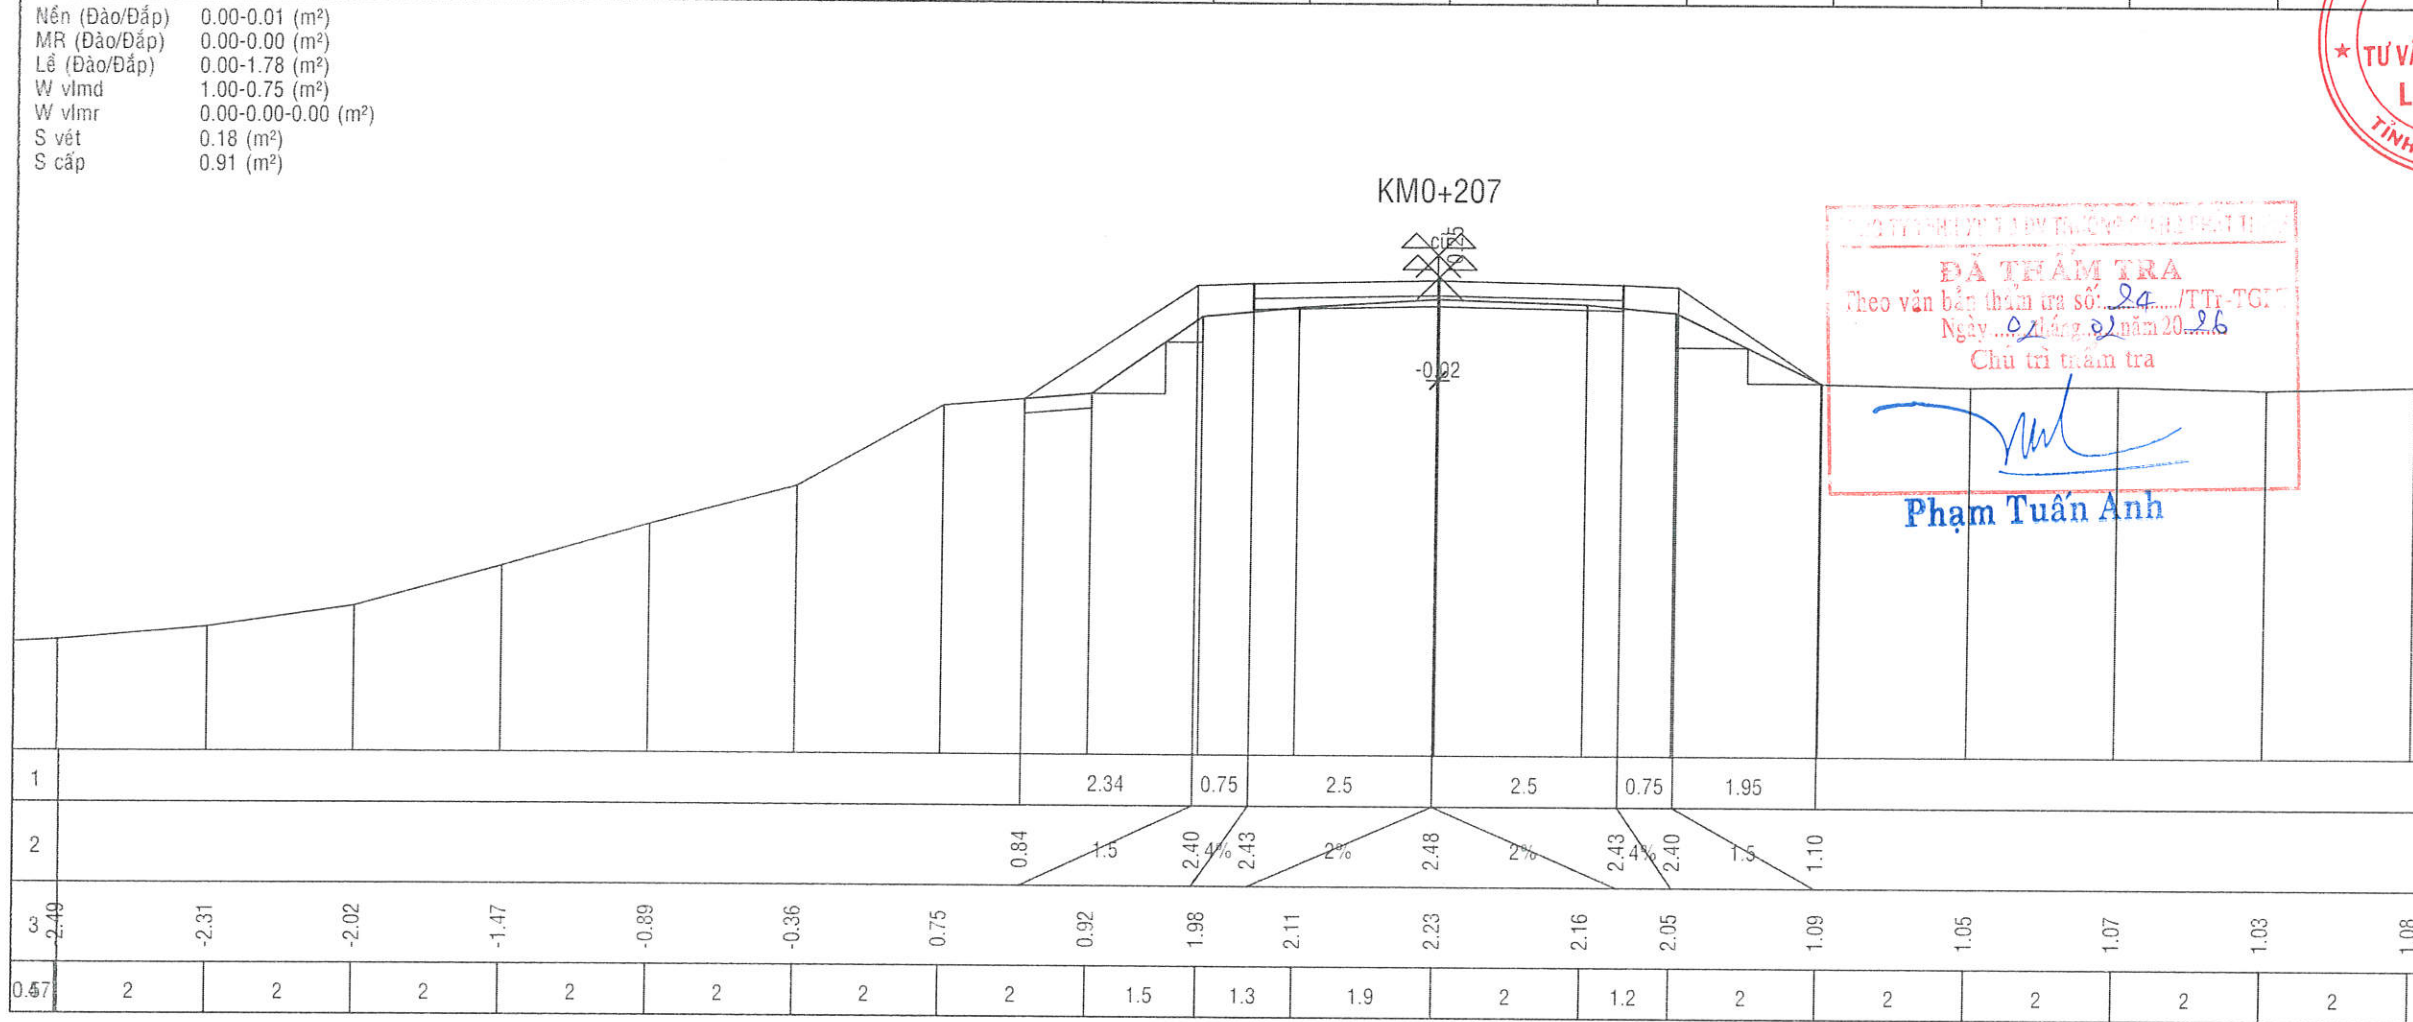 Nền (Đào/Đắp) 0.00-0.01 (m²)
MR (Đào/Đắp) 0.00-0.00 (m²)
Lề (Đào/Đắp) 0.00-1.78 (m²)
W vlmd 1.00-0.75 (m²)
W vlmr 0.00-0.00-0.00 (m²)
S vét 0.18 (m²)
S cấp 0.91 (m²)
TƯ V
L
TỈNH
KM0+207
0.25
-0.02
ĐÃ THẨM TRA
Theo văn bản thẩm tra số: 24 /TTr-TG
Ngày 02 tháng 02 năm 2026
Chủ trì thẩm tra
Phạm Tuấn Anh
1 2.34 0.75 2.5 2.5 0.75 1.95
2 0.84 1.5 2.40 4% 2.43 2% 2.48 2% 2.43 4% 2.40 1.5 1.10
3 -2.49 -2.31 -2.02 -1.47 -0.89 -0.36 0.75 0.92 1.98 2.11 2.23 2.16 2.05 1.09 1.05 1.07 1.03 1.08
0.57 2 2 2 2 2 2 2 1.5 1.3 1.9 2 1.2 2 2 2 2 2